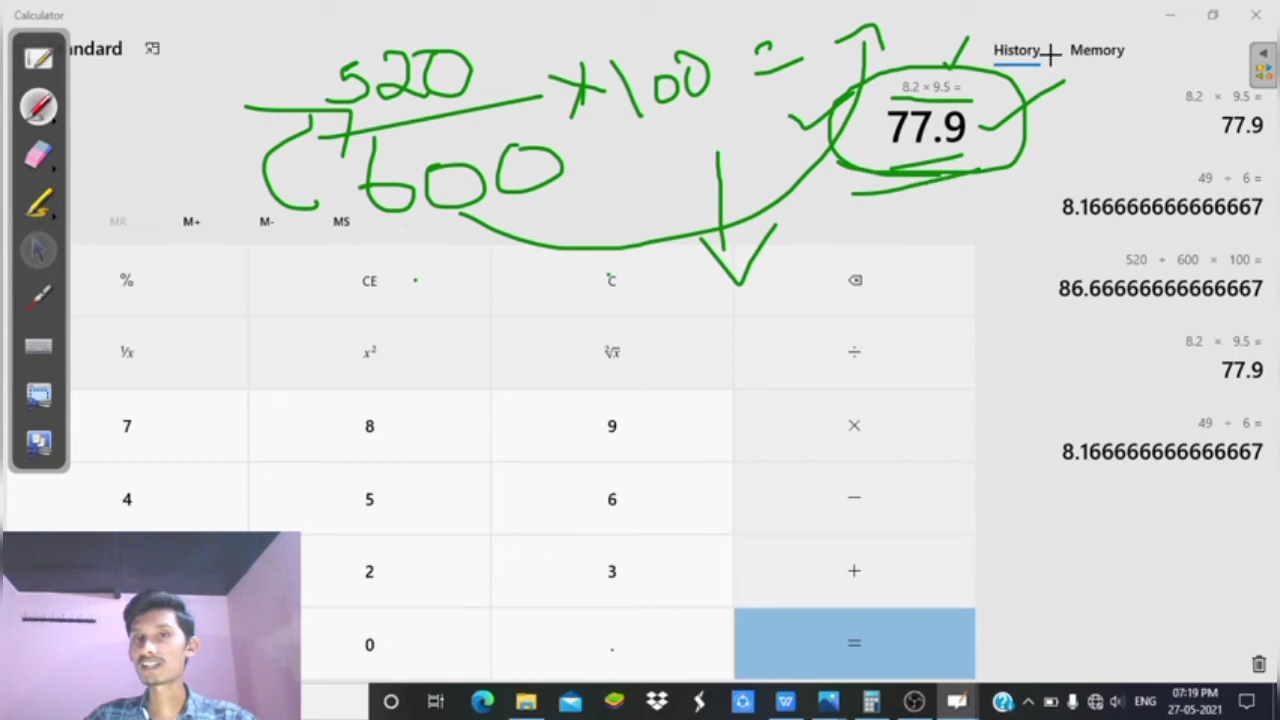 Calculator
Standard
History
Memory
520
× 100 =
600
8.2 × 9.5 =
77.9
8.2 × 9.5 =
77.9
49 ÷ 6 =
8.166666666666667
520 ÷ 600 × 100 =
86.66666666666667
8.2 × 9.5 =
77.9
49 ÷ 6 =
8.166666666666667
MR M+ M- MS
% CE C
⅟x x² ²√x ÷
7 8 9 ×
4 5 6 −
2 3 +
0 . =
ENG
07:19 PM
27-05-2021